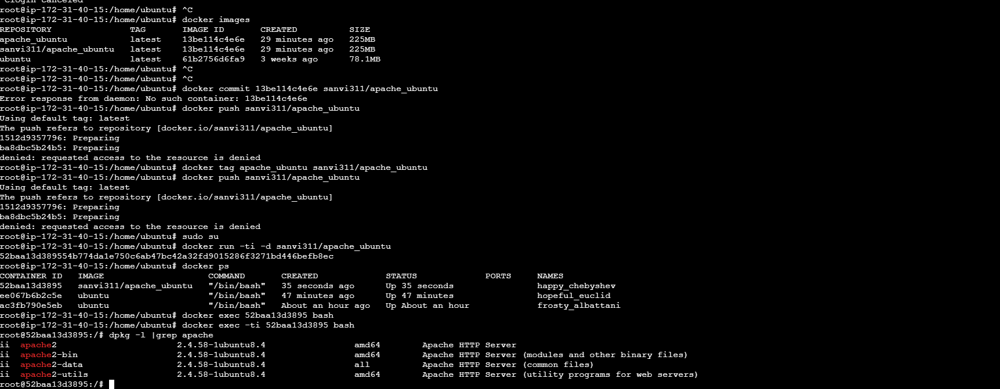 ^Clogin canceled
root@ip-172-31-40-15:/home/ubuntu# ^C
root@ip-172-31-40-15:/home/ubuntu# docker images
REPOSITORY               TAG       IMAGE ID       CREATED          SIZE
apache_ubuntu            latest    13be114c4e6e   29 minutes ago   225MB
sanvi311/apache_ubuntu   latest    13be114c4e6e   29 minutes ago   225MB
ubuntu                   latest    61b2756d6fa9   3 weeks ago      78.1MB
root@ip-172-31-40-15:/home/ubuntu# ^C
root@ip-172-31-40-15:/home/ubuntu# ^C
root@ip-172-31-40-15:/home/ubuntu# docker commit 13be114c4e6e sanvi311/apache_ubuntu
Error response from daemon: No such container: 13be114c4e6e
root@ip-172-31-40-15:/home/ubuntu# docker push sanvi311/apache_ubuntu
Using default tag: latest
The push refers to repository [docker.io/sanvi311/apache_ubuntu]
1512d9357796: Preparing
ba8dbc5b24b5: Preparing
denied: requested access to the resource is denied
root@ip-172-31-40-15:/home/ubuntu# docker tag apache_ubuntu sanvi311/apache_ubuntu
root@ip-172-31-40-15:/home/ubuntu# docker push sanvi311/apache_ubuntu
Using default tag: latest
The push refers to repository [docker.io/sanvi311/apache_ubuntu]
1512d9357796: Preparing
ba8dbc5b24b5: Preparing
denied: requested access to the resource is denied
root@ip-172-31-40-15:/home/ubuntu# sudo su
root@ip-172-31-40-15:/home/ubuntu# docker run -ti -d sanvi311/apache_ubuntu
52baa13d389554b774da1e750c6ab47bc42a32fd9015286f3271bd446befb8ec
root@ip-172-31-40-15:/home/ubuntu# docker ps
CONTAINER ID   IMAGE                    COMMAND       CREATED             STATUS             PORTS     NAMES
52baa13d3895   sanvi311/apache_ubuntu   "/bin/bash"   35 seconds ago      Up 35 seconds                happy_chebyshev
ee067b6b2c5e   ubuntu                   "/bin/bash"   47 minutes ago      Up 47 minutes                hopeful_euclid
ac3fb790e5eb   ubuntu                   "/bin/bash"   About an hour ago   Up About an hour             frosty_albattani
root@ip-172-31-40-15:/home/ubuntu# docker exec 52baa13d3895 bash
root@ip-172-31-40-15:/home/ubuntu# docker exec -ti 52baa13d3895 bash
root@52baa13d3895:/# dpkg -l |grep apache
ii  apache2                       2.4.58-1ubuntu8.4                 amd64        Apache HTTP Server
ii  apache2-bin                   2.4.58-1ubuntu8.4                 amd64        Apache HTTP Server (modules and other binary files)
ii  apache2-data                  2.4.58-1ubuntu8.4                 all          Apache HTTP Server (common files)
ii  apache2-utils                 2.4.58-1ubuntu8.4                 amd64        Apache HTTP Server (utility programs for web servers)
root@52baa13d3895:/#